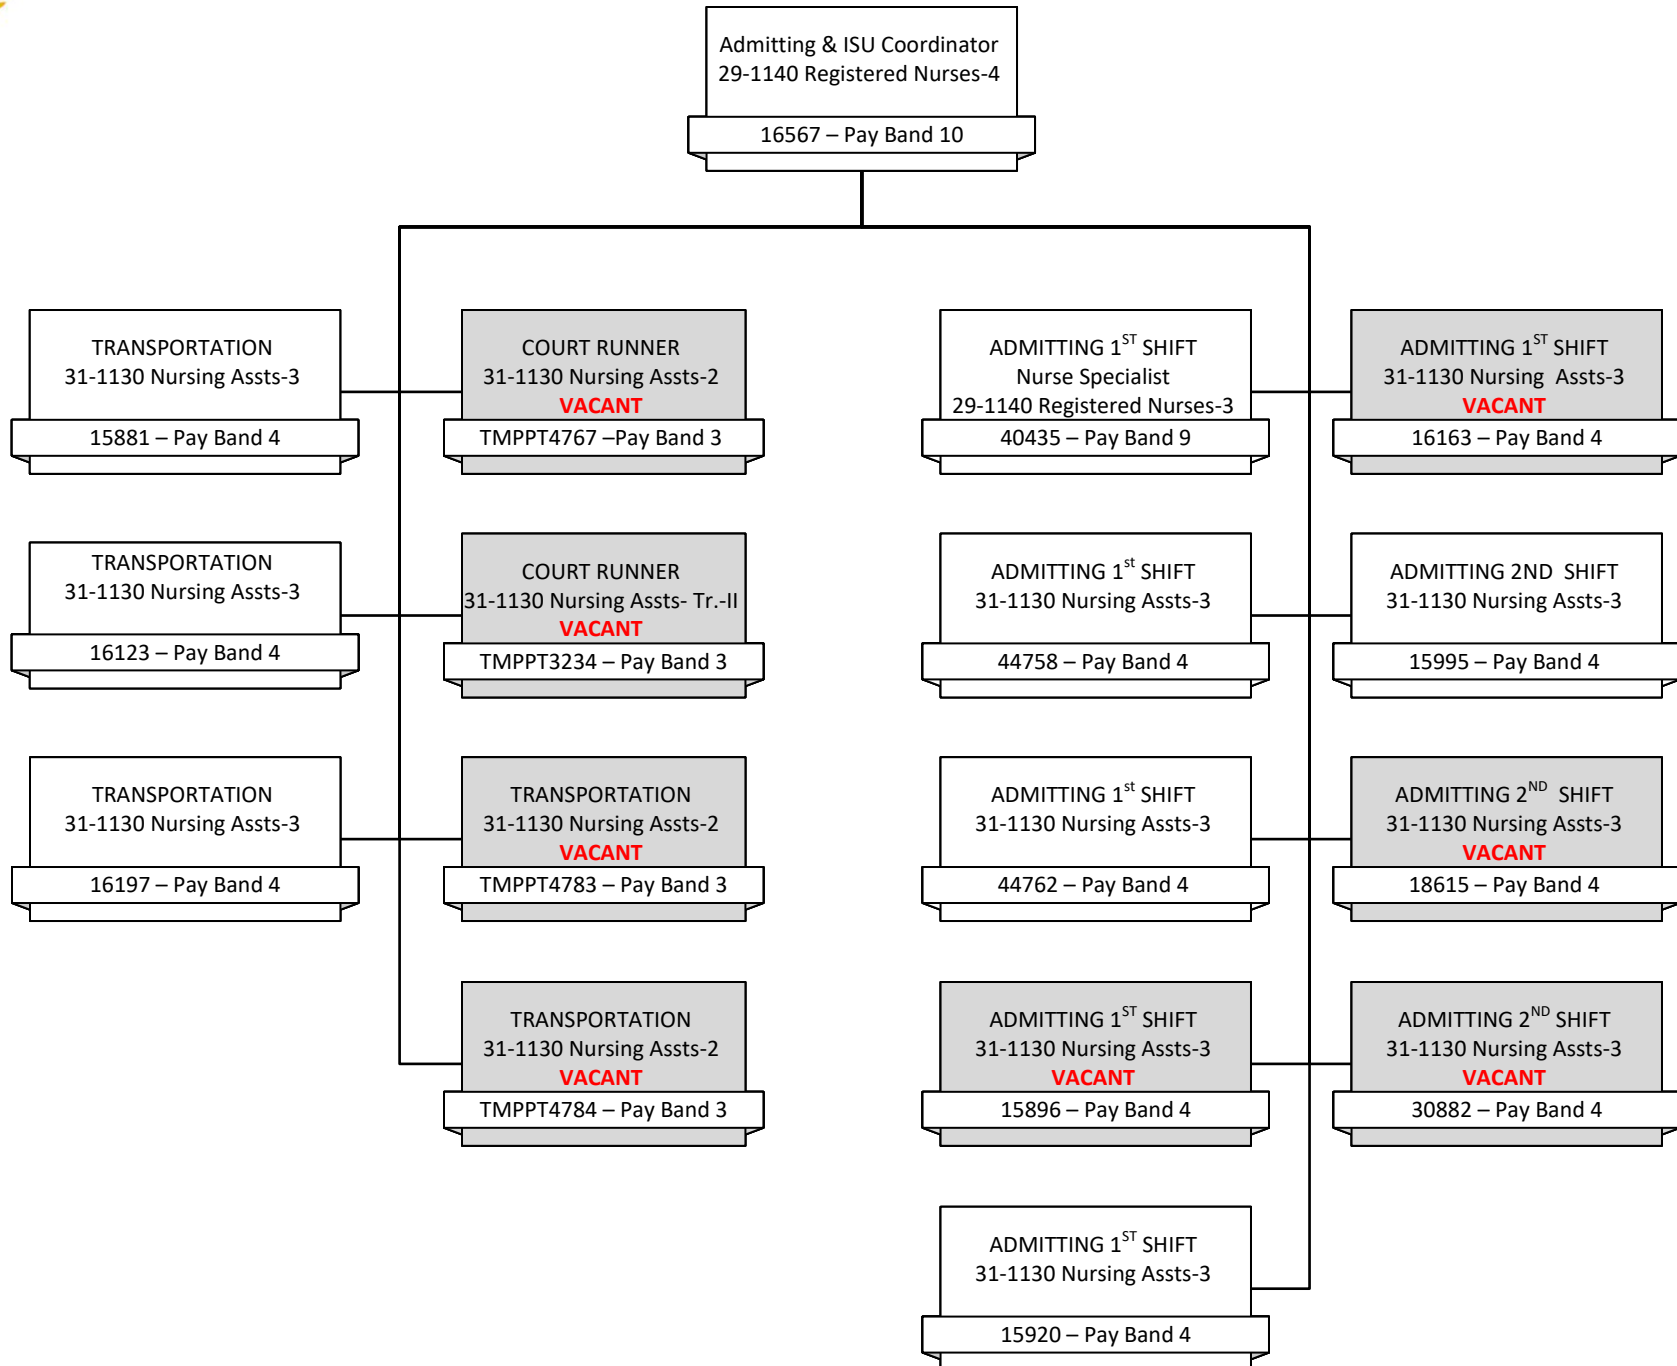 Admitting & ISU Coordinator
29-1140 Registered Nurses-4
16567 – Pay Band 10
TRANSPORTATION
31-1130 Nursing Assts-3
15881 – Pay Band 4
COURT RUNNER
31-1130 Nursing Assts-2
VACANT
TMPPT4767 –Pay Band 3
ADMITTING 1ST SHIFT
Nurse Specialist
29-1140 Registered Nurses-3
40435 – Pay Band 9
ADMITTING 1ST SHIFT
31-1130 Nursing  Assts-3
VACANT
16163 – Pay Band 4
TRANSPORTATION
31-1130 Nursing Assts-3
16123 – Pay Band 4
COURT RUNNER
31-1130 Nursing Assts- Tr.-II
VACANT
TMPPT3234 – Pay Band 3
ADMITTING 1st SHIFT
31-1130 Nursing Assts-3
44758 – Pay Band 4
ADMITTING 2ND  SHIFT
31-1130 Nursing Assts-3
15995 – Pay Band 4
TRANSPORTATION
31-1130 Nursing Assts-3
16197 – Pay Band 4
TRANSPORTATION
31-1130 Nursing Assts-2
VACANT
TMPPT4783 – Pay Band 3
ADMITTING 1st SHIFT
31-1130 Nursing Assts-3
44762 – Pay Band 4
ADMITTING 2ND  SHIFT
31-1130 Nursing Assts-3
VACANT
18615 – Pay Band 4
TRANSPORTATION
31-1130 Nursing Assts-2
VACANT
TMPPT4784 – Pay Band 3
ADMITTING 1ST SHIFT
31-1130 Nursing Assts-3
VACANT
15896 – Pay Band 4
ADMITTING 2ND SHIFT
31-1130 Nursing Assts-3
VACANT
30882 – Pay Band 4
ADMITTING 1ST SHIFT
31-1130 Nursing Assts-3
15920 – Pay Band 4